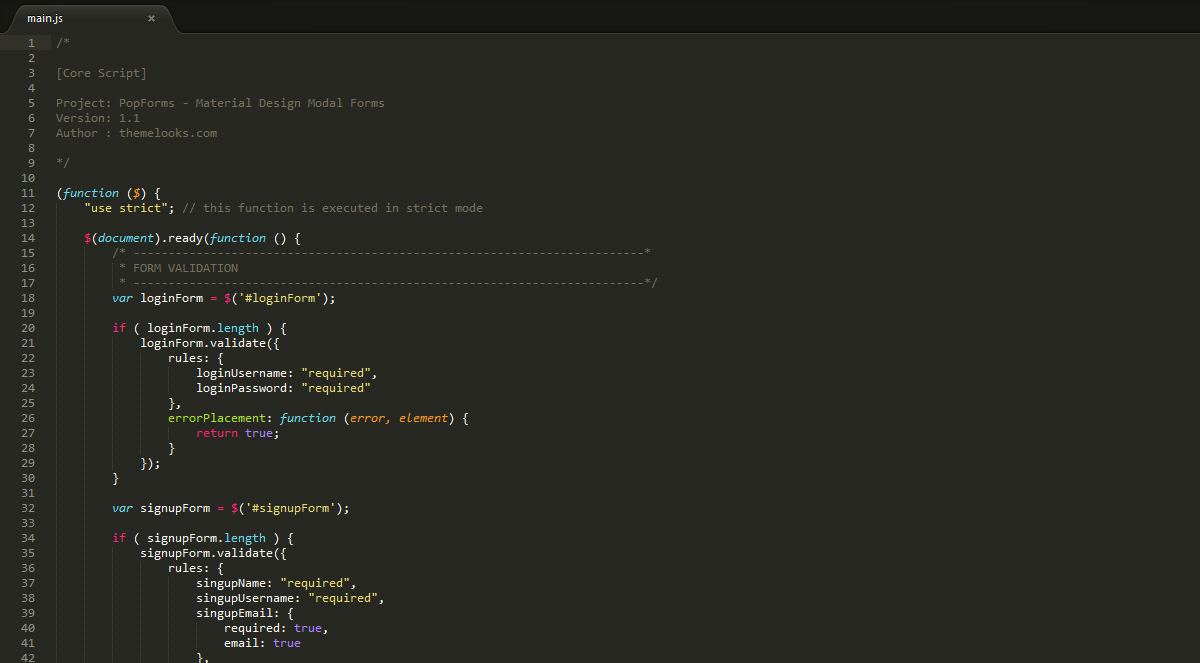 main.js ×
1 /*
2
3 [Core Script]
4
5 Project: PopForms - Material Design Modal Forms
6 Version: 1.1
7 Author : themelooks.com
8
9 */
10
11 (function ($) {
12     "use strict"; // this function is executed in strict mode
13
14     $(document).ready(function () {
15         /* -------------------------------------------------------------------------*
16          * FORM VALIDATION
17          * -------------------------------------------------------------------------*/
18         var loginForm = $('#loginForm');
19
20         if ( loginForm.length ) {
21             loginForm.validate({
22                 rules: {
23                     loginUsername: "required",
24                     loginPassword: "required"
25                 },
26                 errorPlacement: function (error, element) {
27                     return true;
28                 }
29             });
30         }
31
32         var signupForm = $('#signupForm');
33
34         if ( signupForm.length ) {
35             signupForm.validate({
36                 rules: {
37                     singupName: "required",
38                     singupUsername: "required",
39                     singupEmail: {
40                         required: true,
41                         email: true
42                     },